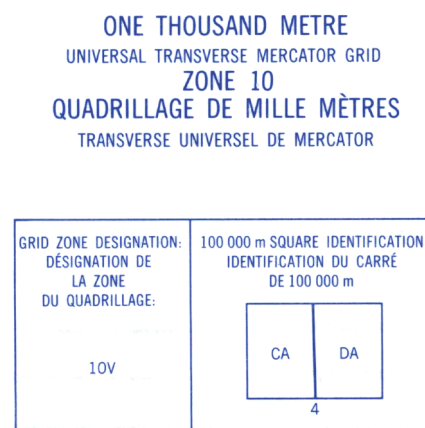 ONE THOUSAND METRE
UNIVERSAL TRANSVERSE MERCATOR GRID
ZONE 10
QUADRILLAGE DE MILLE MÈTRES
TRANSVERSE UNIVERSEL DE MERCATOR
GRID ZONE DESIGNATION:
DÉSIGNATION DE
LA ZONE
DU QUADRILLAGE:
10V
100 000 m SQUARE IDENTIFICATION
IDENTIFICATION DU CARRÉ
DE 100 000 m
CA DA
4